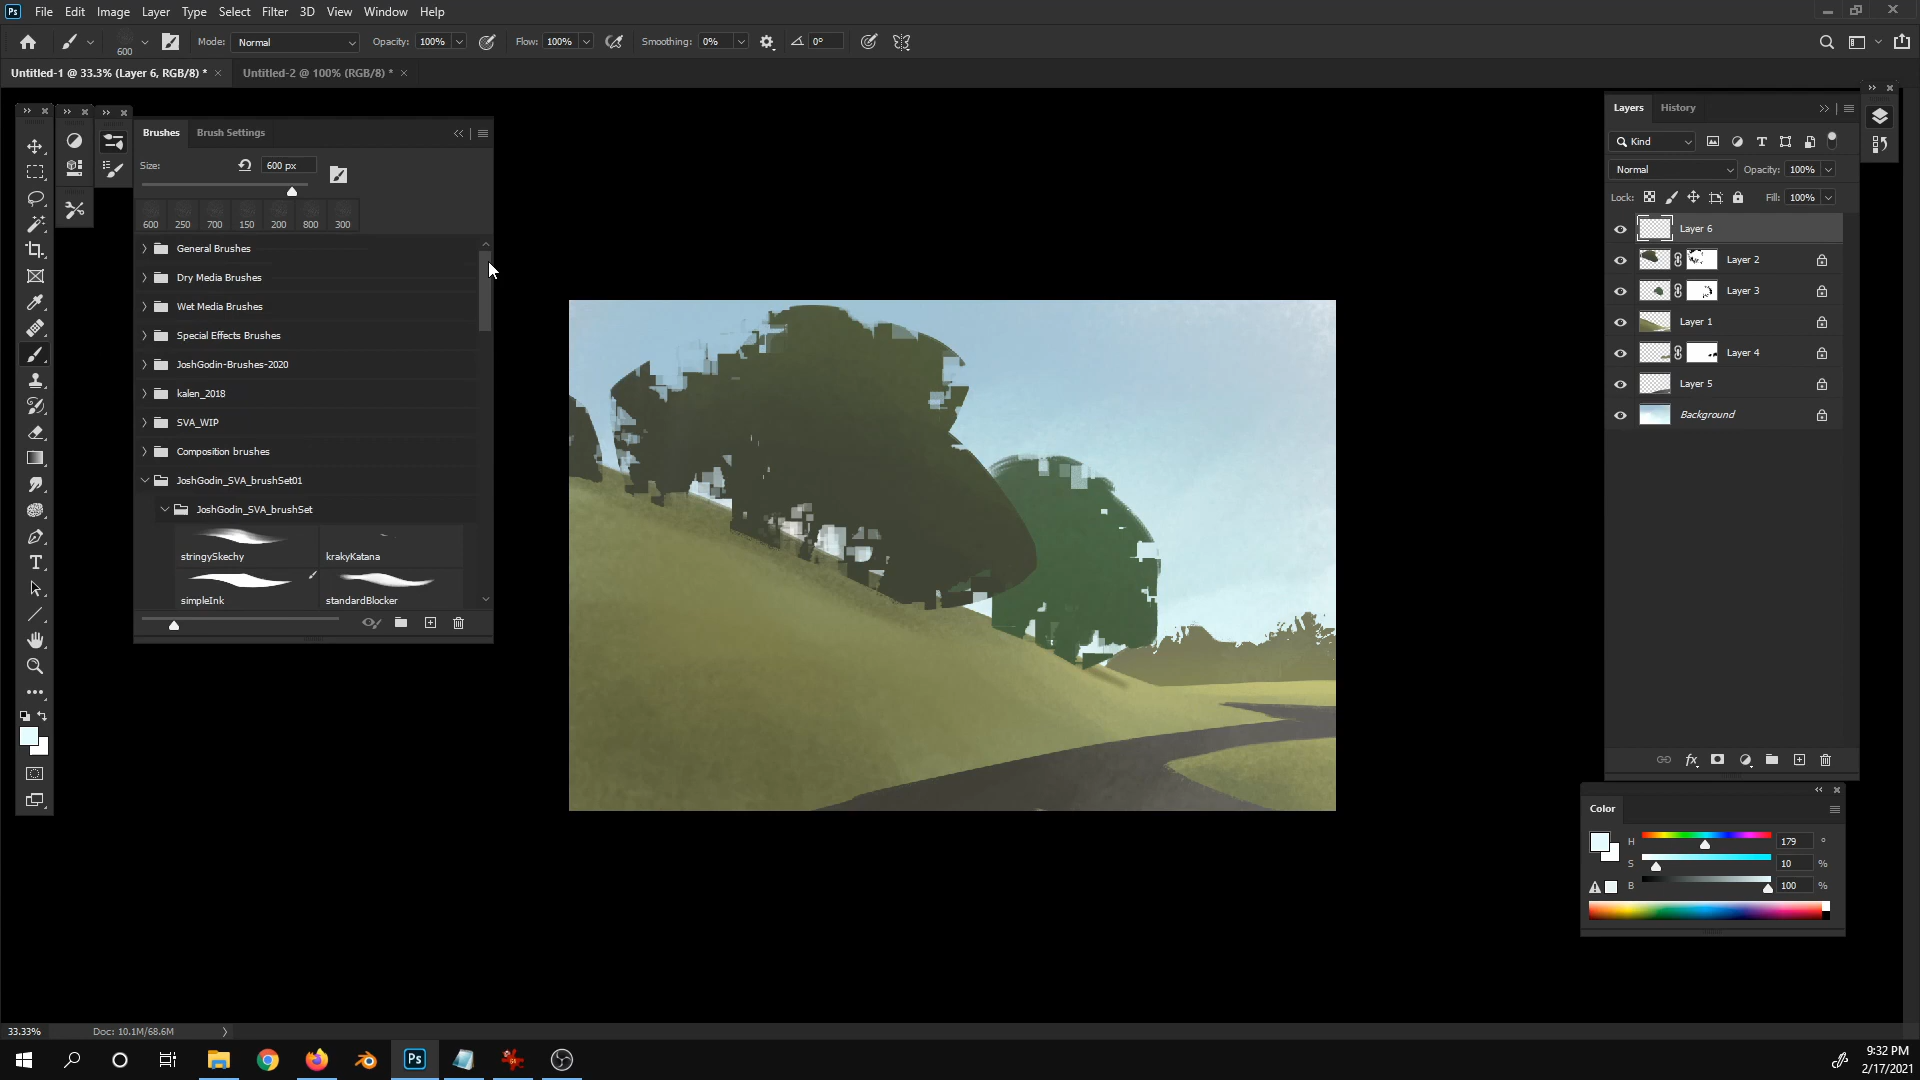 Ps File Edit Image Layer Type Select Filter 3D View Window Help
600 Mode: Normal Opacity: 100% Flow: 100% Smoothing: 0% 0°
Untitled-1 @ 33.3% (Layer 6, RGB/8) * × Untitled-2 @ 100% (RGB/8) * ×
Brushes Brush Settings
Size: 600 px
600 250 700 150 200 800 300
General Brushes
Dry Media Brushes
Wet Media Brushes
Special Effects Brushes
JoshGodin-Brushes-2020
kalen_2018
SVA_WIP
Composition brushes
JoshGodin_SVA_brushSet01
JoshGodin_SVA_brushSet
stringySkechy krakyKatana
simpleInk standardBlocker
Layers History
Kind
Normal Opacity: 100%
Lock: Fill: 100%
Layer 6
Layer 2
Layer 3
Layer 1
Layer 4
Layer 5
Background
fx
Color
H 179 °
S 10 %
B 100 %
33.33% Doc: 10.1M/68.6M
Ps
9:32 PM
2/17/2021